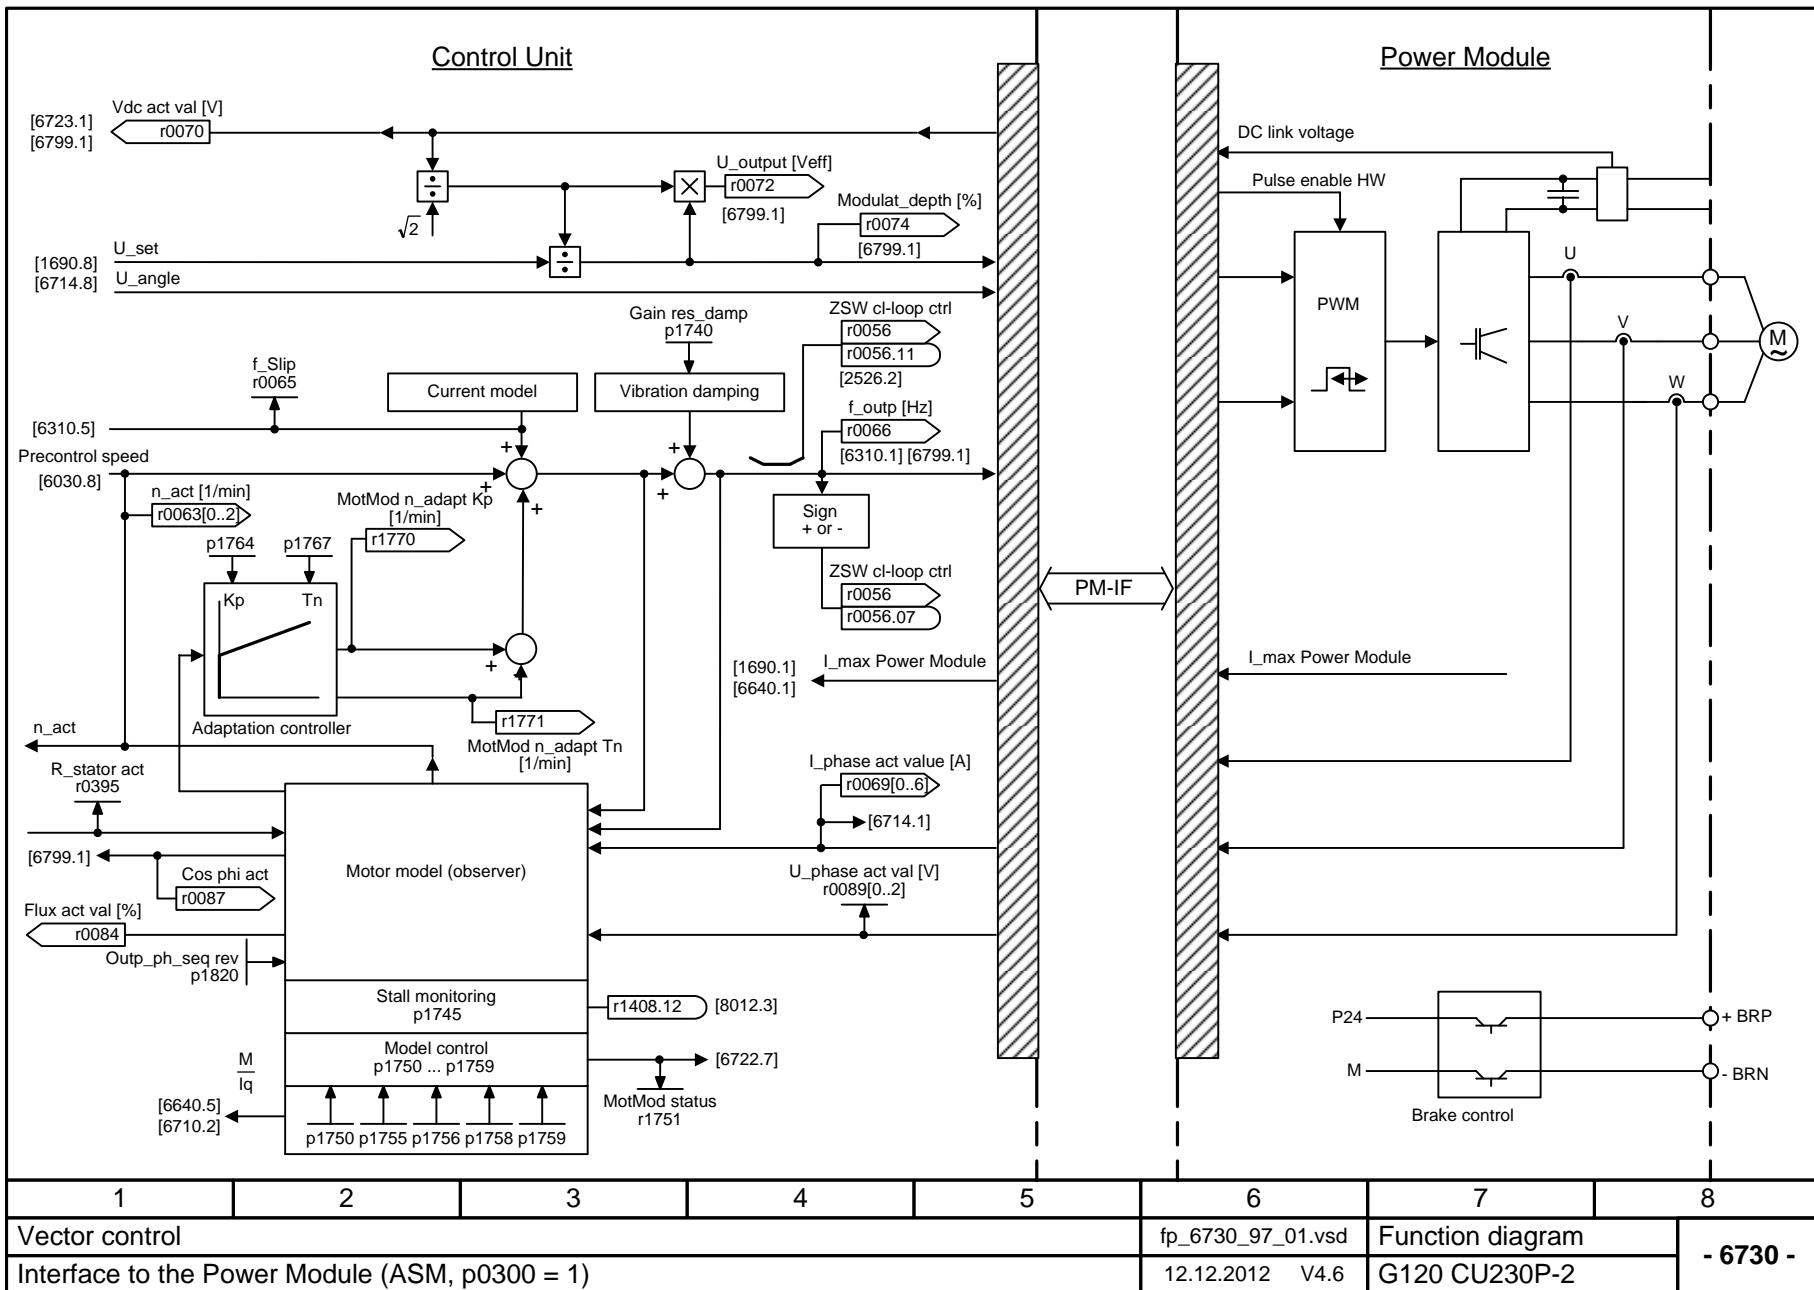 Control Unit
Power Module
Vdc act val [V]
[6723.1]
[6799.1]
r0070
DC link voltage
U_output [Veff]
r0072
[6799.1]
÷
√2
×
Pulse enable HW
Modulat_depth [%]
r0074
[6799.1]
U_set
[1690.8]
[6714.8]
U_angle
÷
U
V
W
PWM
M
~
Gain res_damp
p1740
ZSW cl-loop ctrl
r0056
r0056.11
[2526.2]
f_Slip
r0065
Current model
Vibration damping
f_outp [Hz]
r0066
[6310.1] [6799.1]
[6310.5]
+
+
Precontrol speed
[6030.8]
+
+
+
n_act [1/min]
r0063[0..2]
MotMod n_adapt Kp
[1/min]
r1770
Sign
+ or -
p1764
p1767
Kp
Tn
ZSW cl-loop ctrl
r0056
r0056.07
PM-IF
+
+
[1690.1]
[6640.1]
I_max Power Module
I_max Power Module
Adaptation controller
r1771
MotMod n_adapt Tn
[1/min]
n_act
R_stator act
r0395
I_phase act value [A]
r0069[0..6]
[6714.1]
[6799.1]
Cos phi act
r0087
Motor model (observer)
U_phase act val [V]
r0089[0..2]
Flux act val [%]
r0084
Outp_ph_seq rev
p1820
Stall monitoring
p1745
r1408.12
[8012.3]
P24
+ BRP
Model control
p1750 ... p1759
[6722.7]
M
Iq
MotMod status
r1751
M
- BRN
Brake control
[6640.5]
[6710.2]
p1750 p1755 p1756 p1758 p1759
1 2 3 4 5 6 7 8
Vector control
fp_6730_97_01.vsd
Function diagram
- 6730 -
Interface to the Power Module (ASM, p0300 = 1)
12.12.2012 V4.6
G120 CU230P-2